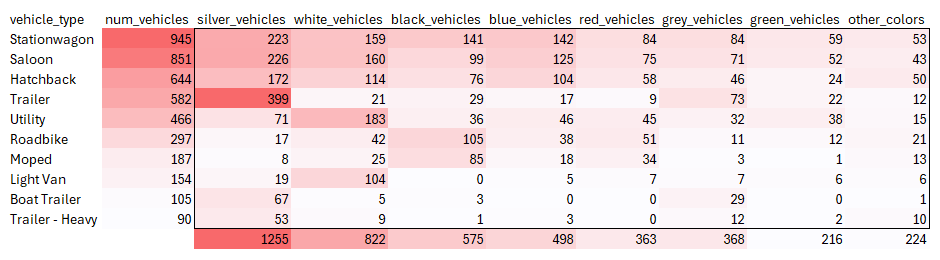 vehicle_type num_vehicles silver_vehicles white_vehicles black_vehicles blue_vehicles red_vehicles grey_vehicles green_vehicles other_colors
Stationwagon 945 223 159 141 142 84 84 59 53
Saloon 851 226 160 99 125 75 71 52 43
Hatchback 644 172 114 76 104 58 46 24 50
Trailer 582 399 21 29 17 9 73 22 12
Utility 466 71 183 36 46 45 32 38 15
Roadbike 297 17 42 105 38 51 11 12 21
Moped 187 8 25 85 18 34 3 1 13
Light Van 154 19 104 0 5 7 7 6 6
Boat Trailer 105 67 5 3 0 0 29 0 1
Trailer - Heavy 90 53 9 1 3 0 12 2 10
1255 822 575 498 363 368 216 224